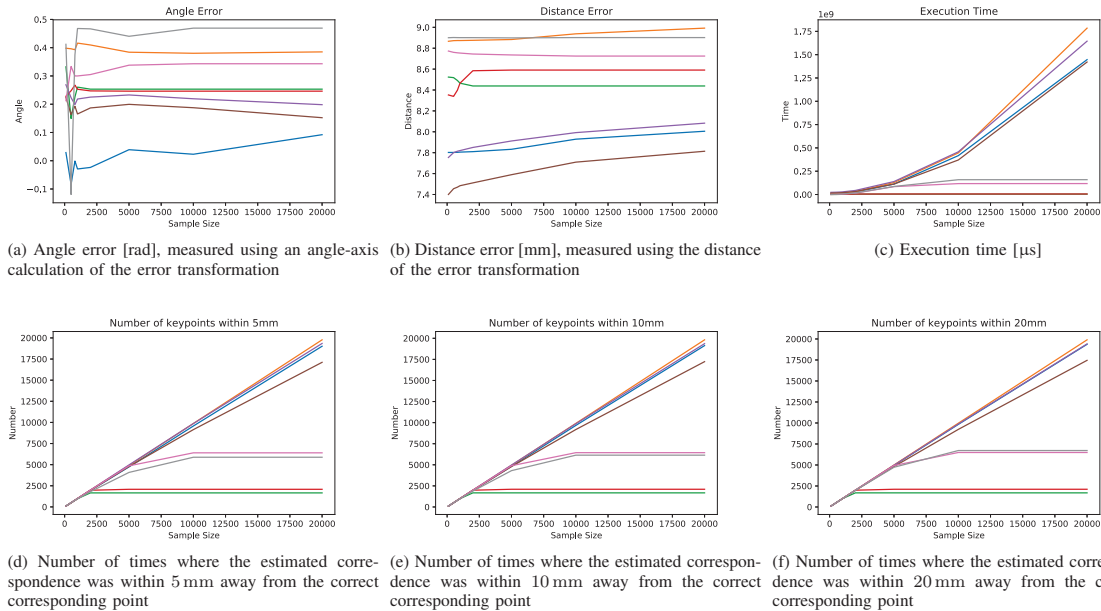 Angle Error
0.5
0.4
0.3
0.2
0.1
0.0
−0.1
Angle
0 2500 5000 7500 10000 12500 15000 17500 20000
Sample Size
(a) Angle error [rad], measured using an angle-axis
calculation of the error transformation
Distance Error
9.0
8.8
8.6
8.4
8.2
8.0
7.8
7.6
7.4
Distance
0 2500 5000 7500 10000 12500 15000 17500 20000
Sample Size
(b) Distance error [mm], measured using the distance
of the error transformation
Execution Time
1e9
1.75
1.50
1.25
1.00
0.75
0.50
0.25
0.00
Time
0 2500 5000 7500 10000 12500 15000 17500 20000
Sample Size
(c) Execution time [µs]
Number of keypoints within 5mm
20000
17500
15000
12500
10000
7500
5000
2500
0
Number
0 2500 5000 7500 10000 12500 15000 17500 20000
Sample Size
(d) Number of times where the estimated corre-
spondence was within 5 mm away from the correct
corresponding point
Number of keypoints within 10mm
20000
17500
15000
12500
10000
7500
5000
2500
0
Number
0 2500 5000 7500 10000 12500 15000 17500 20000
Sample Size
(e) Number of times where the estimated correspon-
dence was within 10 mm away from the correct
corresponding point
Number of keypoints within 20mm
20000
17500
15000
12500
10000
7500
5000
2500
0
Number
0 2500 5000 7500 10000 12500 15000 17500 20000
Sample Size
(f) Number of times where the estimated corre
dence was within 20 mm away from the c
corresponding point